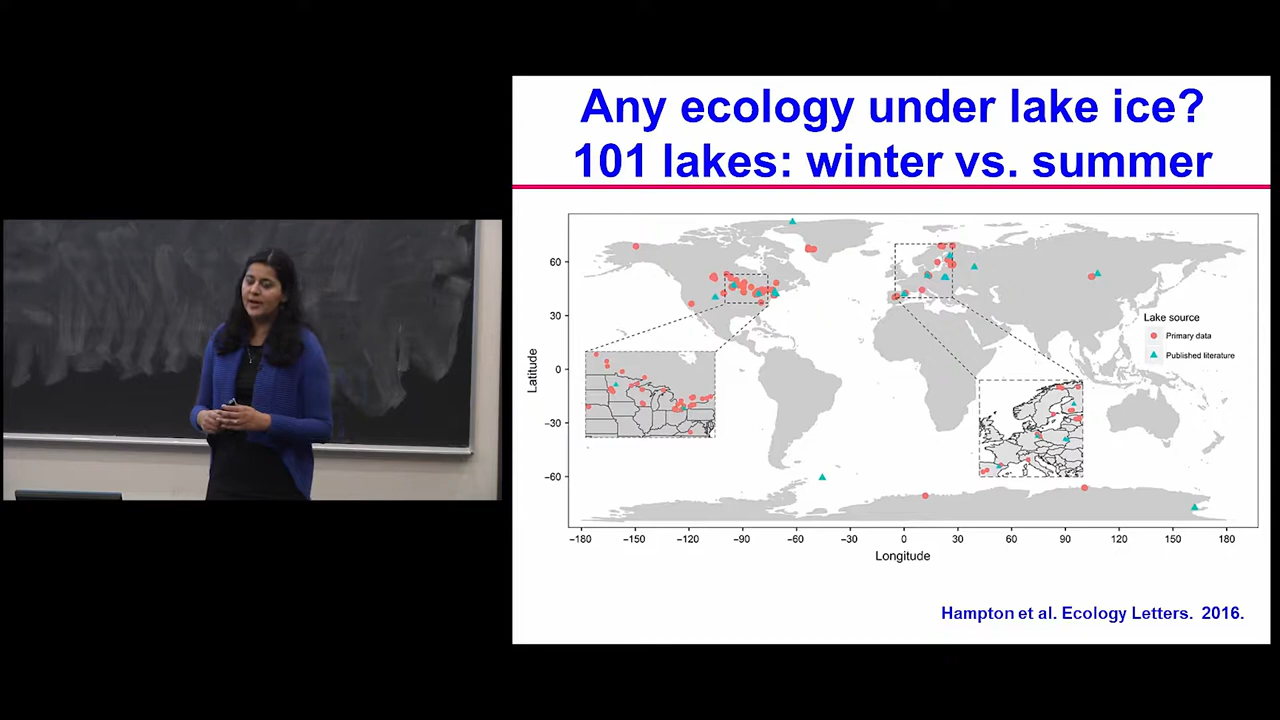 Any ecology under lake ice?
101 lakes: winter vs. summer
60
30
0
−30
−60
Latitude
Lake source
Primary data
Published literature
−180 −150 −120 −90 −60 −30 0 30 60 90 120 150 180
Longitude
Hampton et al. Ecology Letters. 2016.